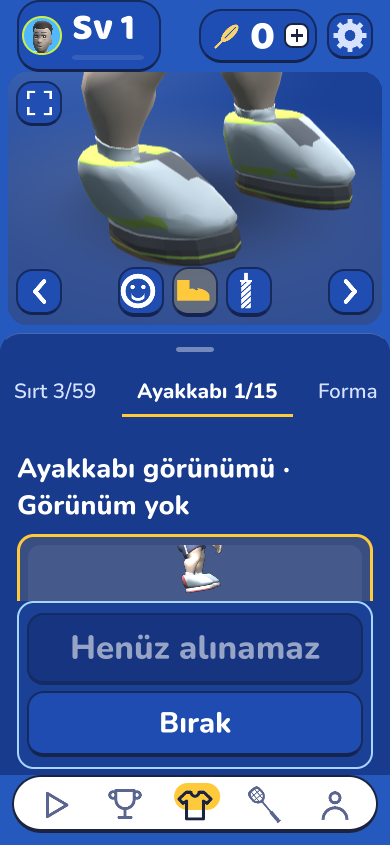 Sv 1
0
Sırt 3/59
Ayakkabı 1/15
Forma
Ayakkabı görünümü ·
Görünüm yok
Henüz alınamaz
Bırak